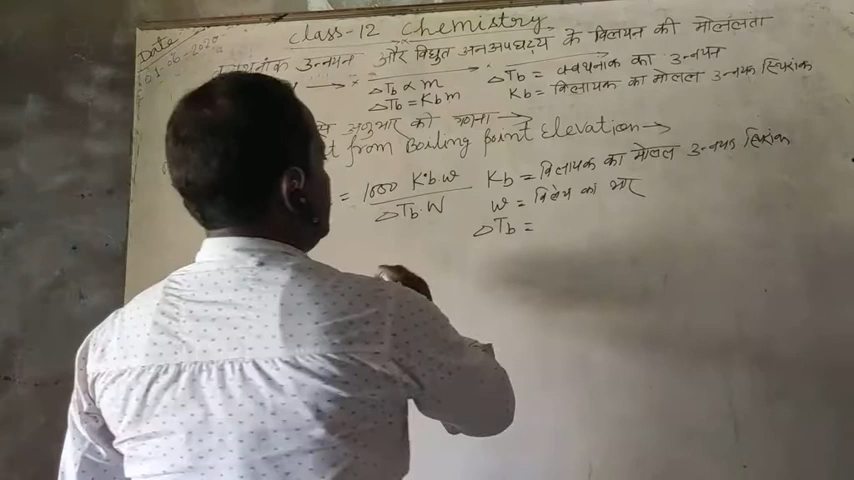 Date
01-06-2020
Class-12 Chemistry
क्वथनांक उन्नयन और विद्युत अनअपघट्य के विलयन की मोललता
ΔTb ∝ m
ΔTb = Kb m
ΔTb = क्वथनांक का उन्नयन
Kb = विलायक का मोलल उन्नयन स्थिरांक
से अणुभार की गणना →
from Boiling point Elevation →
= 1000 Kb·w / ΔTb·W
Kb = विलायक का मोलल उन्नयन स्थिरांक
w = विलेय का भार
ΔTb =